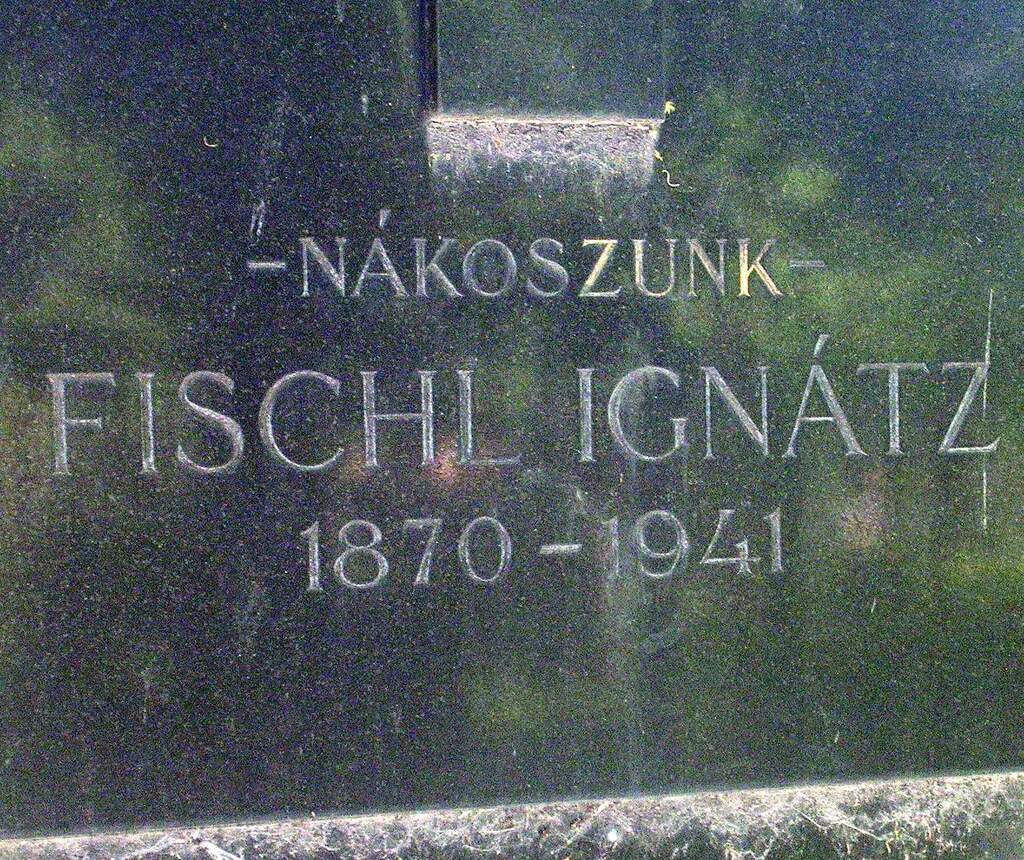 -NÁKOSZUNK-
FISCHL IGNÁTZ
1870-1941